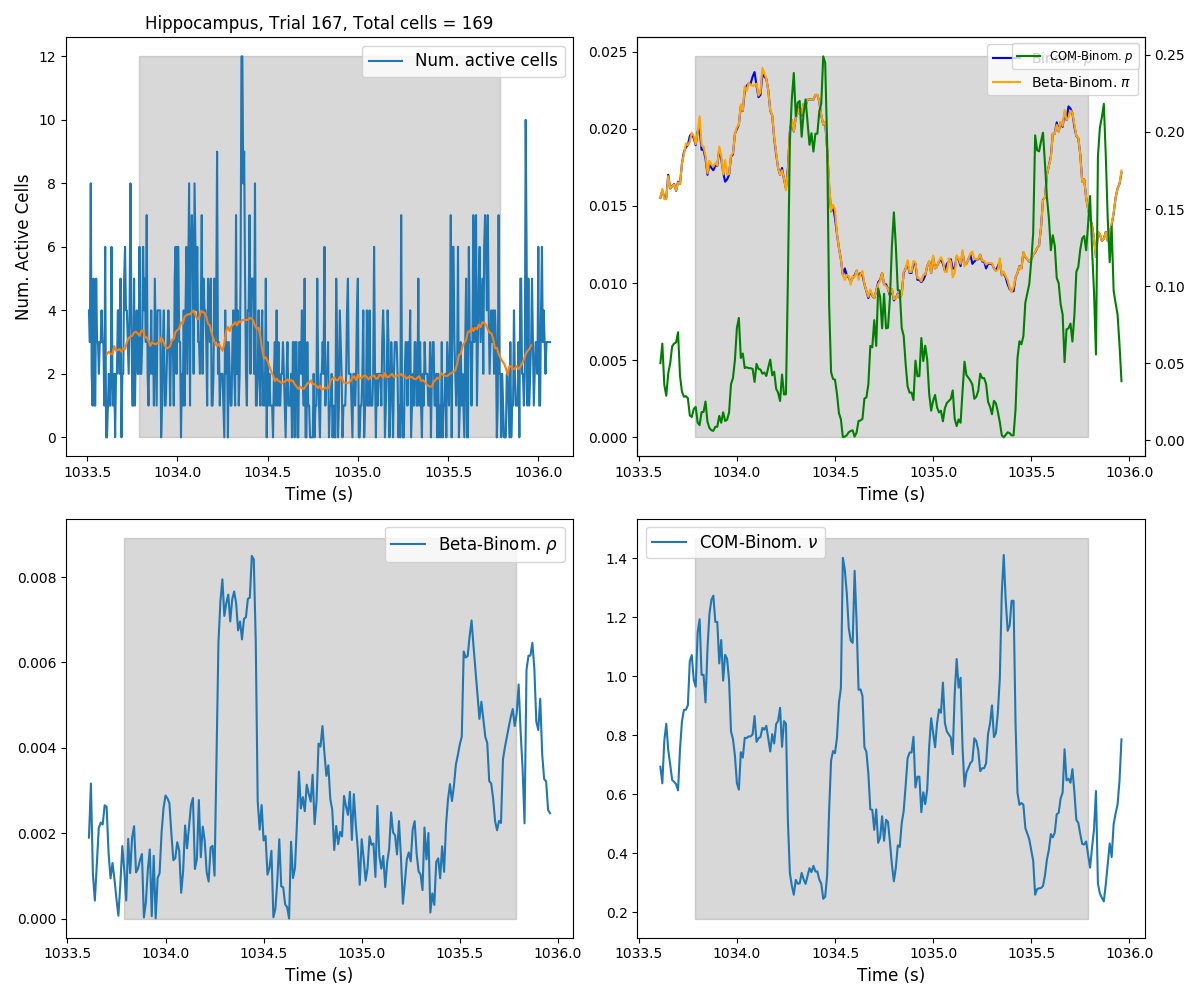 Hippocampus, Trial 167, Total cells = 169
Num. active cells
Num. Active Cells
12
10
8
6
4
2
0
1033.5 1034.0 1034.5 1035.0 1035.5 1036.0
Time (s)
COM-Binom. p
Beta-Binom. π
0.025
0.020
0.015
0.010
0.005
0.000
0.25
0.20
0.15
0.10
0.05
0.00
1033.5 1034.0 1034.5 1035.0 1035.5 1036.0
Time (s)
Beta-Binom. ρ
0.008
0.006
0.004
0.002
0.000
1033.5 1034.0 1034.5 1035.0 1035.5 1036.0
Time (s)
COM-Binom. ν
1.4
1.2
1.0
0.8
0.6
0.4
0.2
1033.5 1034.0 1034.5 1035.0 1035.5 1036.0
Time (s)